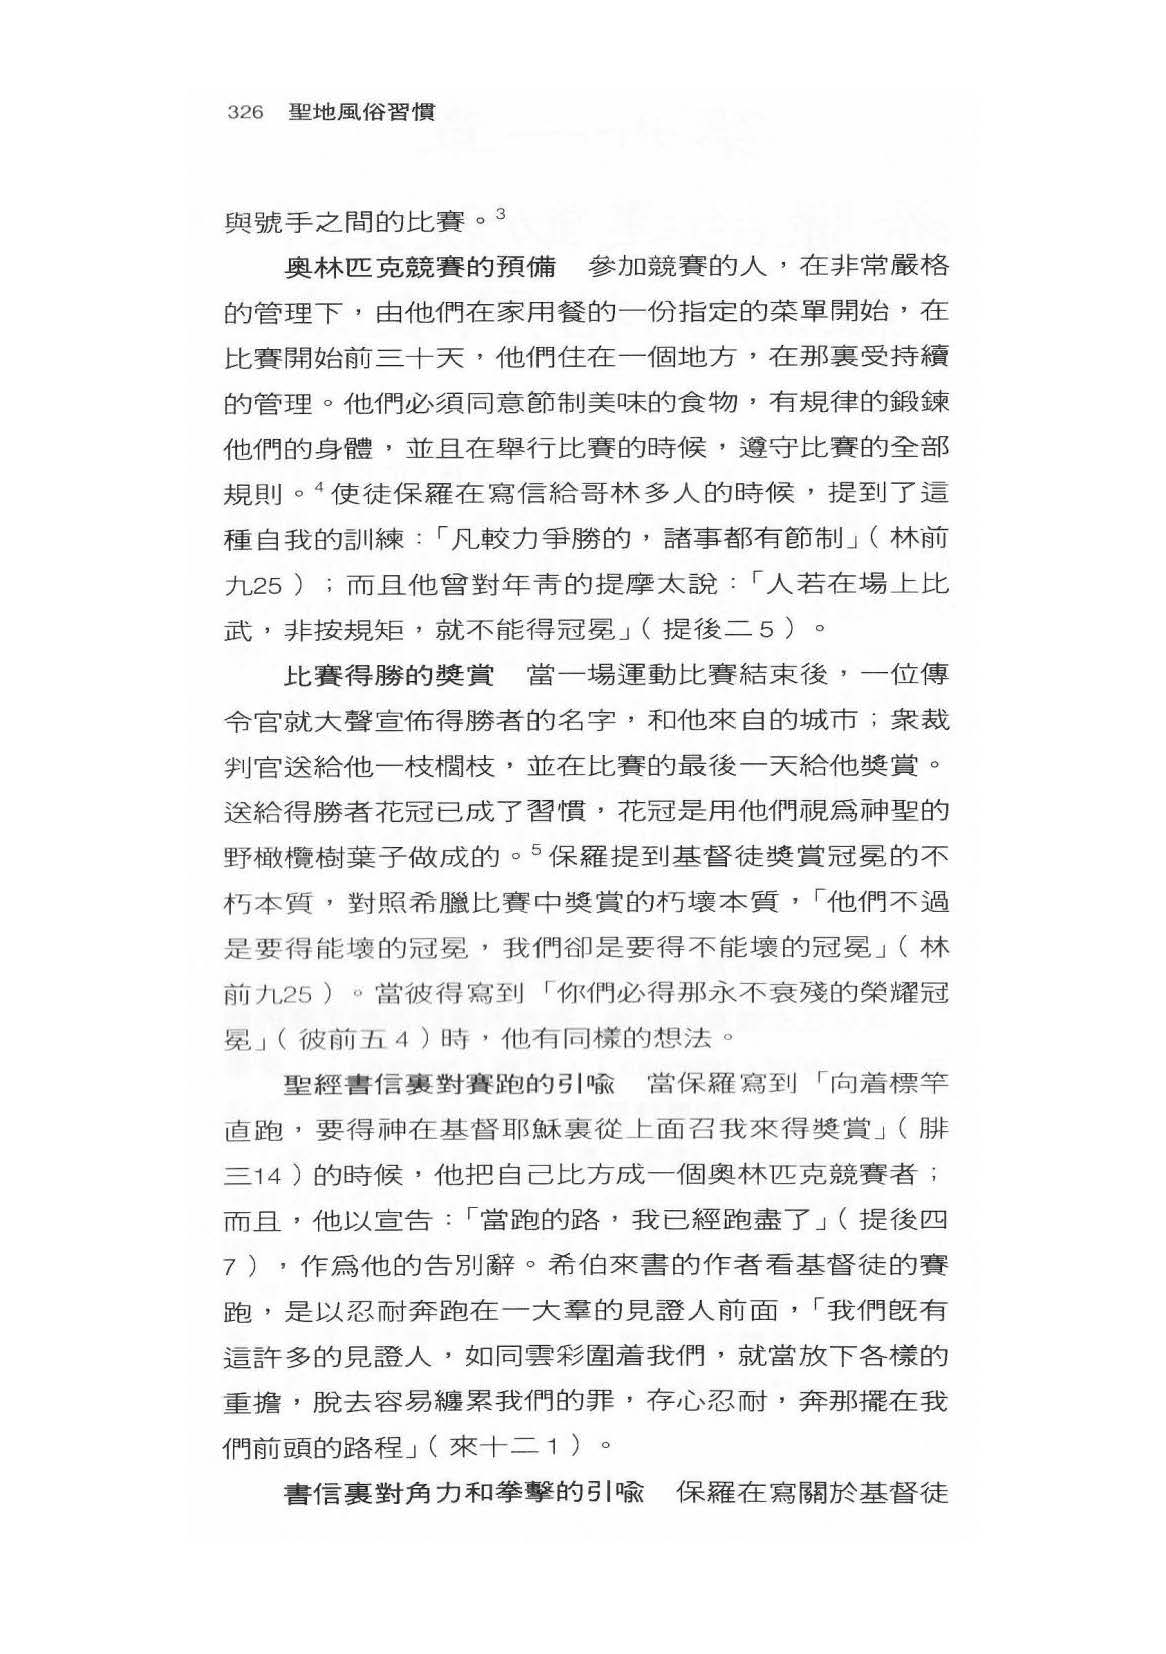 326 聖地風俗習慣
與號手之間的比賽。3
奧林匹克競賽的預備 參加競賽的人，在非常嚴格
的管理下，由他們在家用餐的一份指定的菜單開始，在
比賽開始前三十天，他們住在一個地方，在那裏受持續
的管理。他們必須同意節制美味的食物，有規律的鍛鍊
他們的身體，並且在舉行比賽的時候，遵守比賽的全部
規則。4 使徒保羅在寫信給哥林多人的時候，提到了這
種自我的訓練：「凡較力爭勝的，諸事都有節制」（林前
九25）；而且他曾對年靑的提摩太說：「人若在場上比
武，非按規矩，就不能得冠冕」（提後二5）。
比賽得勝的獎賞 當一場運動比賽結束後，一位傳
令官就大聲宣佈得勝者的名字，和他來自的城市；衆裁
判官送給他一枝櫚枝，並在比賽的最後一天給他獎賞。
送給得勝者花冠已成了習慣，花冠是用他們視爲神聖的
野橄欖樹葉子做成的。5 保羅提到基督徒獎賞冠冕的不
朽本質，對照希臘比賽中獎賞的朽壞本質，「他們不過
是要得能壞的冠冕，我們卻是要得不能壞的冠冕」（林
前九25）。當彼得寫到「你們必得那永不衰殘的榮耀冠
冕」（彼前五4）時，他有同樣的想法。
聖經書信裏對賽跑的引喩 當保羅寫到「向着標竿
直跑，要得神在基督耶穌裏從上面召我來得獎賞」（腓
三14）的時候，他把自己比方成一個奧林匹克競賽者；
而且，他以宣告：「當跑的路，我已經跑盡了」（提後四
7），作爲他的告別辭。希伯來書的作者看基督徒的賽
跑，是以忍耐奔跑在一大羣的見證人前面，「我們旣有
這許多的見證人，如同雲彩圍着我們，就當放下各樣的
重擔，脫去容易纏累我們的罪，存心忍耐，奔那擺在我
們前頭的路程」（來十二1）。
書信裏對角力和拳擊的引喩 保羅在寫關於基督徒